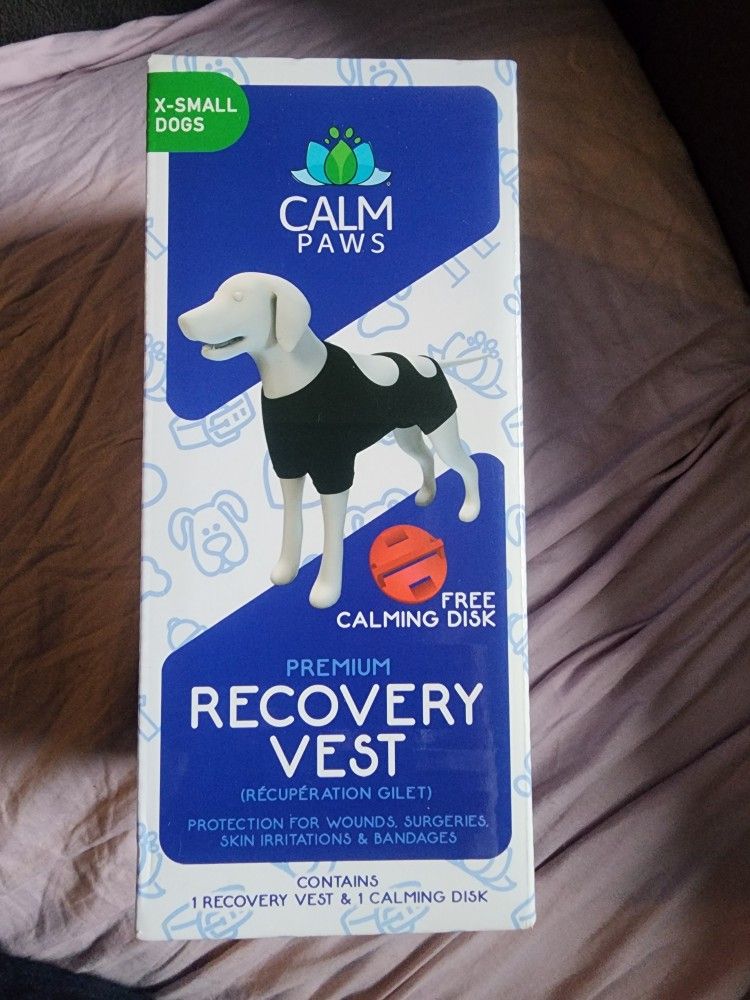 X-SMALL
DOGS
CALM
PAWS
FREE
CALMING DISK
PREMIUM
RECOVERY
VEST
(RÉCUPÉRATION GILET)
PROTECTION FOR WOUNDS, SURGERIES,
SKIN IRRITATIONS & BANDAGES
CONTAINS
1 RECOVERY VEST & 1 CALMING DISK